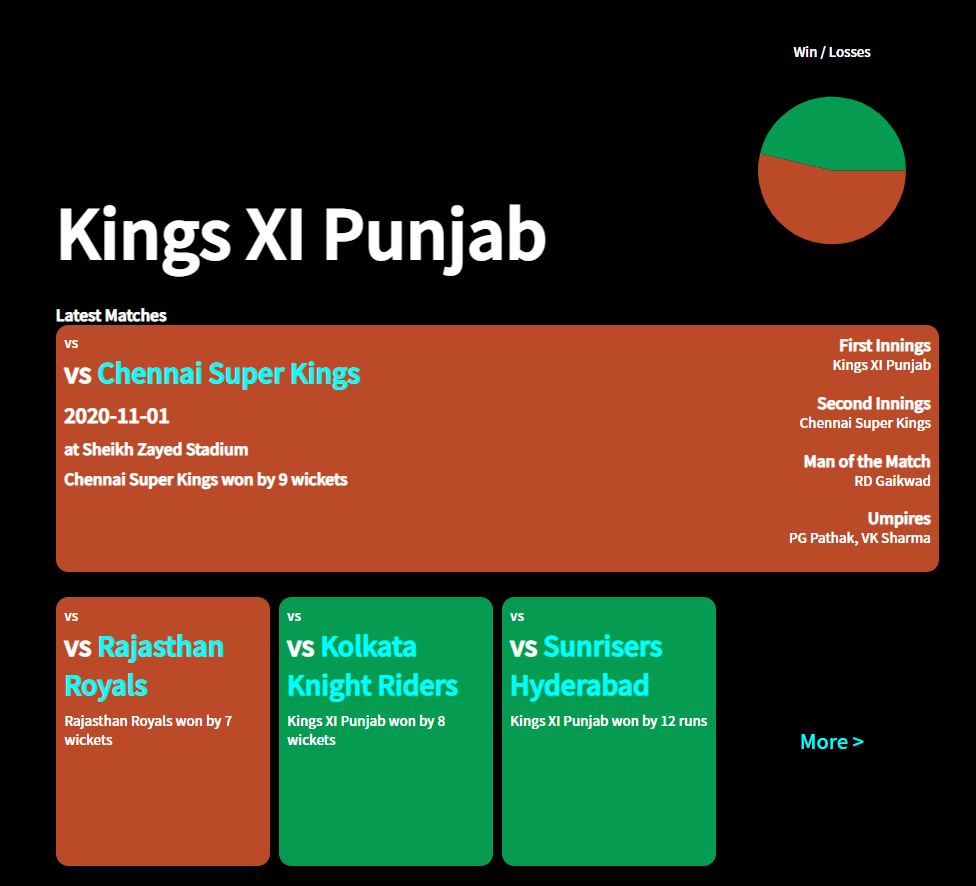 Win / Losses
Kings XI Punjab
Latest Matches
vs
vs Chennai Super Kings
2020-11-01
at Sheikh Zayed Stadium
Chennai Super Kings won by 9 wickets
First Innings
Kings XI Punjab
Second Innings
Chennai Super Kings
Man of the Match
RD Gaikwad
Umpires
PG Pathak, VK Sharma
vs
vs Rajasthan
Royals
Rajasthan Royals won by 7
wickets
vs
vs Kolkata
Knight Riders
Kings XI Punjab won by 8
wickets
vs
vs Sunrisers
Hyderabad
Kings XI Punjab won by 12 runs
More >